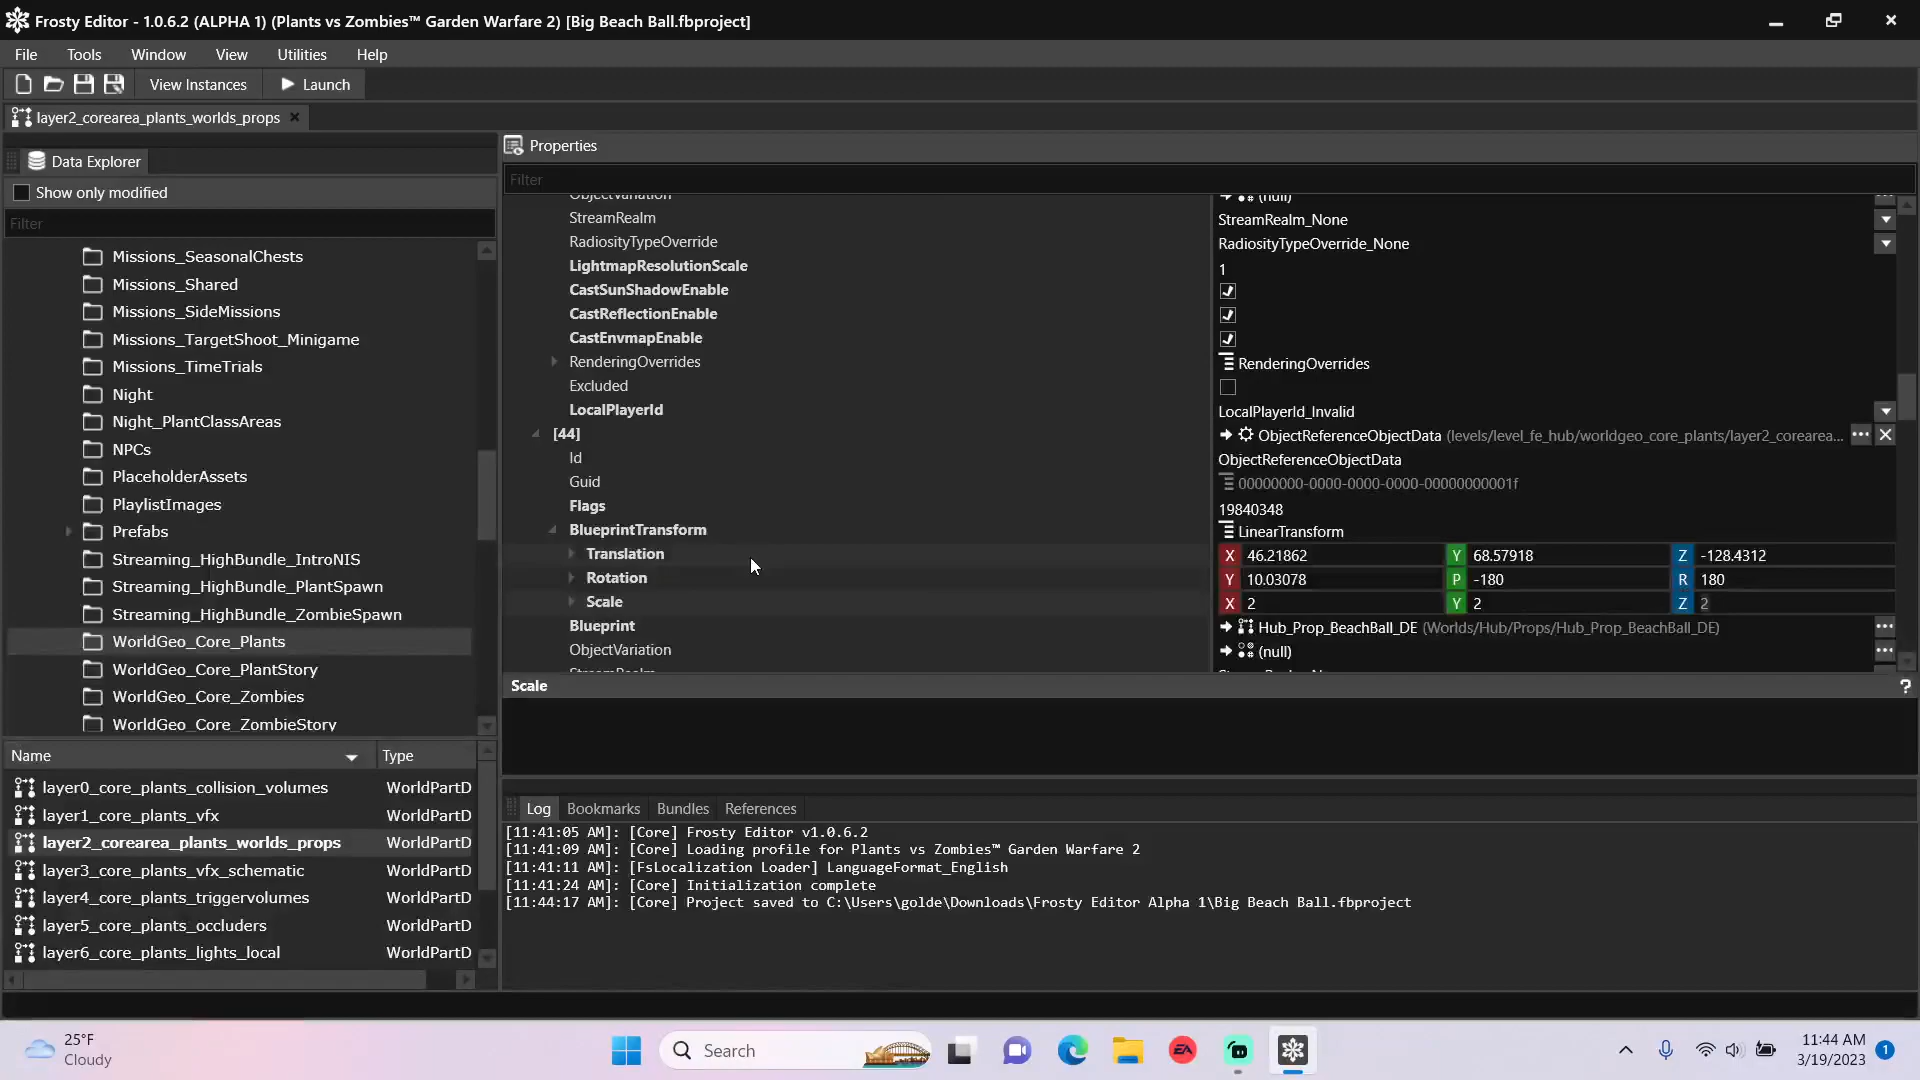 Frosty Editor - 1.0.6.2 (ALPHA 1) (Plants vs Zombies™ Garden Warfare 2) [Big Beach Ball.fbproject]
File Tools Window View Utilities Help
View Instances Launch
layer2_corearea_plants_worlds_props
Data Explorer
Show only modified
Filter
Missions_SeasonalChests
Missions_Shared
Missions_SideMissions
Missions_TargetShoot_Minigame
Missions_TimeTrials
Night
Night_PlantClassAreas
NPCs
PlaceholderAssets
PlaylistImages
Prefabs
Streaming_HighBundle_IntroNIS
Streaming_HighBundle_PlantSpawn
Streaming_HighBundle_ZombieSpawn
WorldGeo_Core_Plants
WorldGeo_Core_PlantStory
WorldGeo_Core_Zombies
WorldGeo_Core_ZombieStory
Name Type
layer0_core_plants_collision_volumes WorldPartD
layer1_core_plants_vfx WorldPartD
layer2_corearea_plants_worlds_props WorldPartD
layer3_core_plants_vfx_schematic WorldPartD
layer4_core_plants_triggervolumes WorldPartD
layer5_core_plants_occluders WorldPartD
layer6_core_plants_lights_local WorldPartD
Properties
Filter
ObjectVariation (null)
StreamRealm StreamRealm_None
RadiosityTypeOverride RadiosityTypeOverride_None
LightmapResolutionScale 1
CastSunShadowEnable
CastReflectionEnable
CastEnvmapEnable
RenderingOverrides RenderingOverrides
Excluded
LocalPlayerId LocalPlayerId_Invalid
[44] ObjectReferenceObjectData (levels/level_fe_hub/worldgeo_core_plants/layer2_corearea...
Id ObjectReferenceObjectData
Guid 00000000-0000-0000-0000-00000000001f
Flags 19840348
BlueprintTransform LinearTransform
Translation X 46.21862 Y 68.57918 Z -128.4312
Rotation Y 10.03078 P -180 R 180
Scale X 2 Y 2 Z 2
Blueprint Hub_Prop_BeachBall_DE (Worlds/Hub/Props/Hub_Prop_BeachBall_DE)
ObjectVariation (null)
Scale ?
Log Bookmarks Bundles References
[11:41:05 AM]: [Core] Frosty Editor v1.0.6.2
[11:41:09 AM]: [Core] Loading profile for Plants vs Zombies™ Garden Warfare 2
[11:41:11 AM]: [FsLocalization Loader] LanguageFormat_English
[11:41:24 AM]: [Core] Initialization complete
[11:44:17 AM]: [Core] Project saved to C:\Users\golde\Downloads\Frosty Editor Alpha 1\Big Beach Ball.fbproject
25°F
Cloudy
Search
EA
11:44 AM
3/19/2023
1